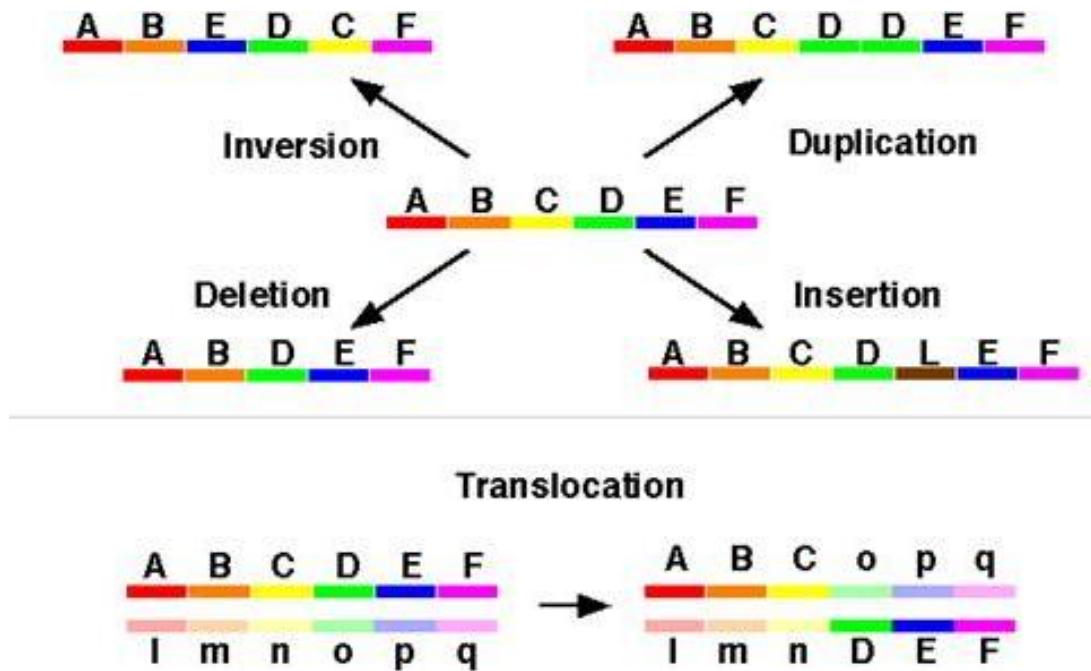 A B E D C F
A B C D D E F
Inversion
Duplication
A B C D E F
Deletion
Insertion
A B D E F
A B C D L E F
Translocation
A B C D E F
A B C o p q
l m n o p q
l m n D E F